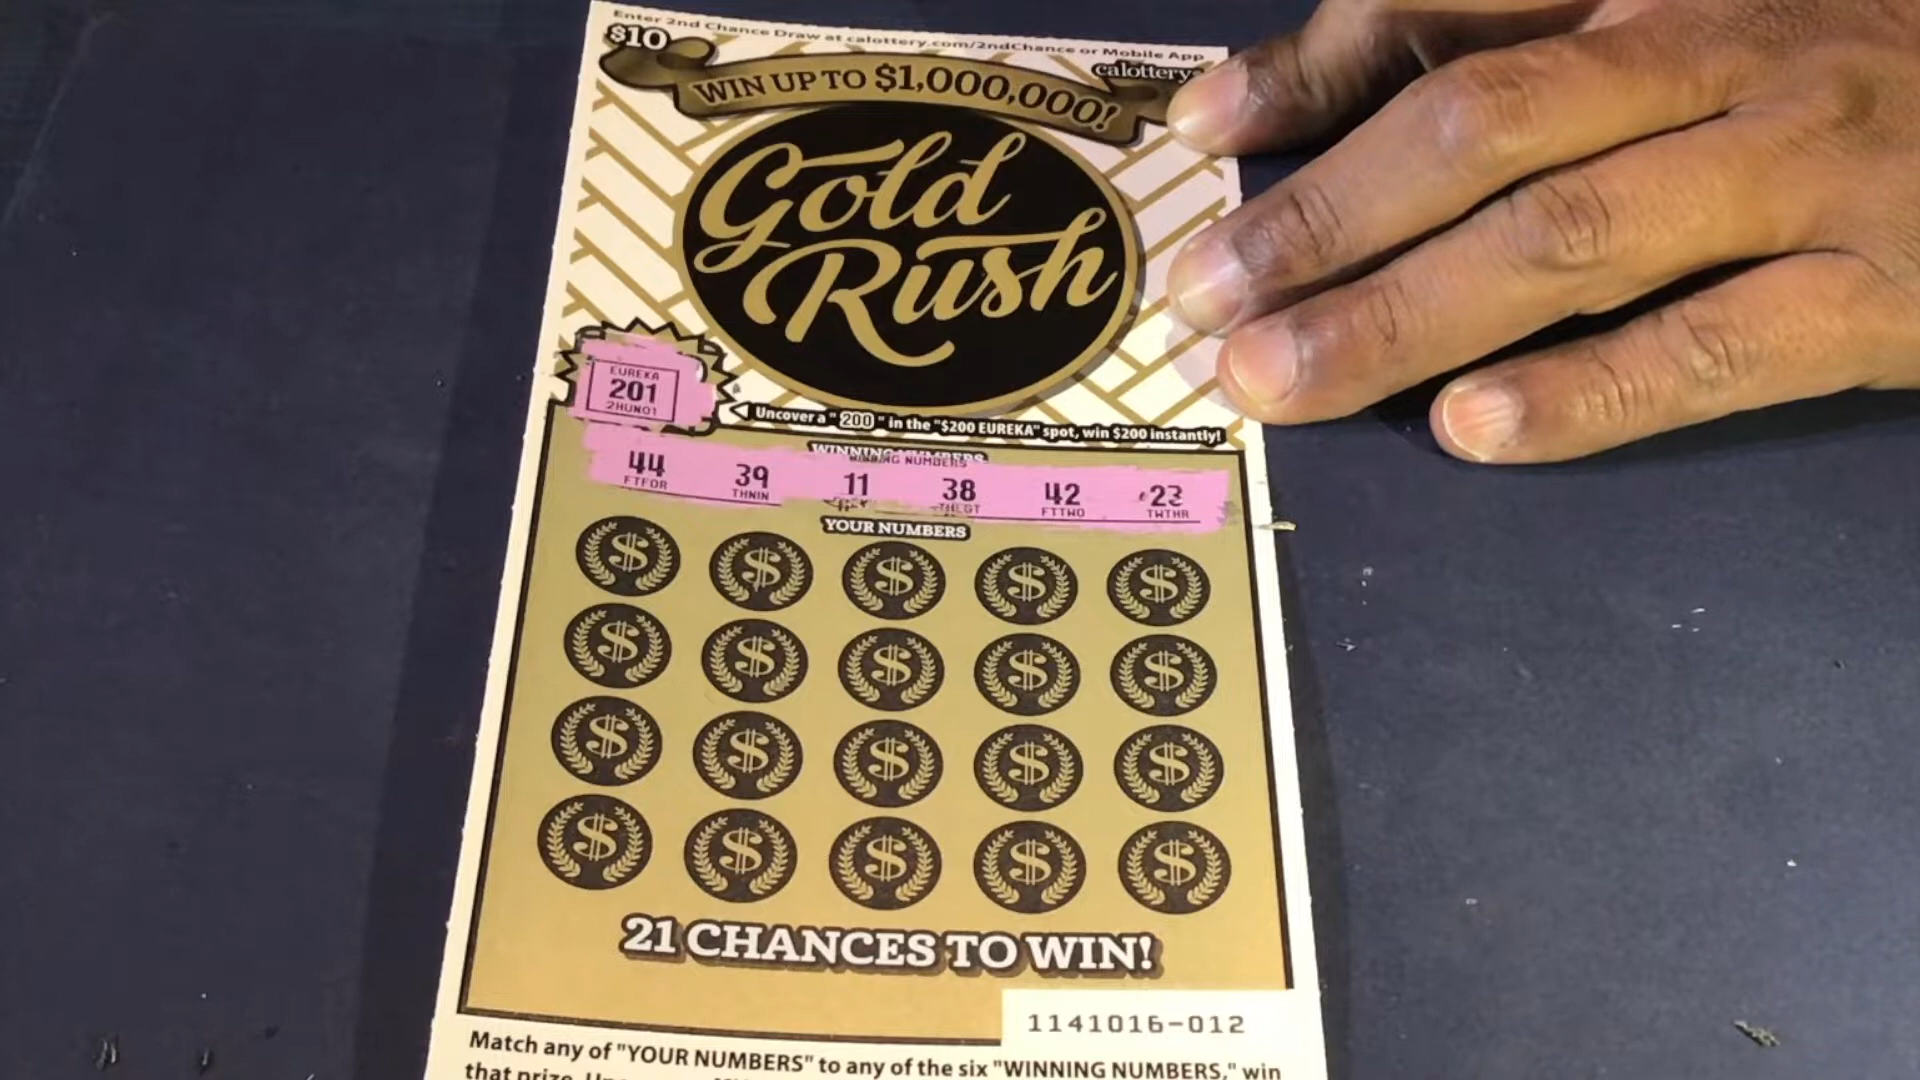 Enter 2nd Chance Draw at calottery.com/2ndChance or Mobile App
$10
calottery
WIN UP TO $1,000,000!
Gold
Rush
EUREKA
201
2HUN01
Uncover a "200" in the "$200 EUREKA" spot, win $200 instantly!
WINNING NUMBERS
WINNING NUMBERS
44 39 11 38 42 23
FTFOR THNIN FTTWO TWTHR
YOUR NUMBERS
21 CHANCES TO WIN!
1141016-012
Match any of "YOUR NUMBERS" to any of the six "WINNING NUMBERS," win
that prize.